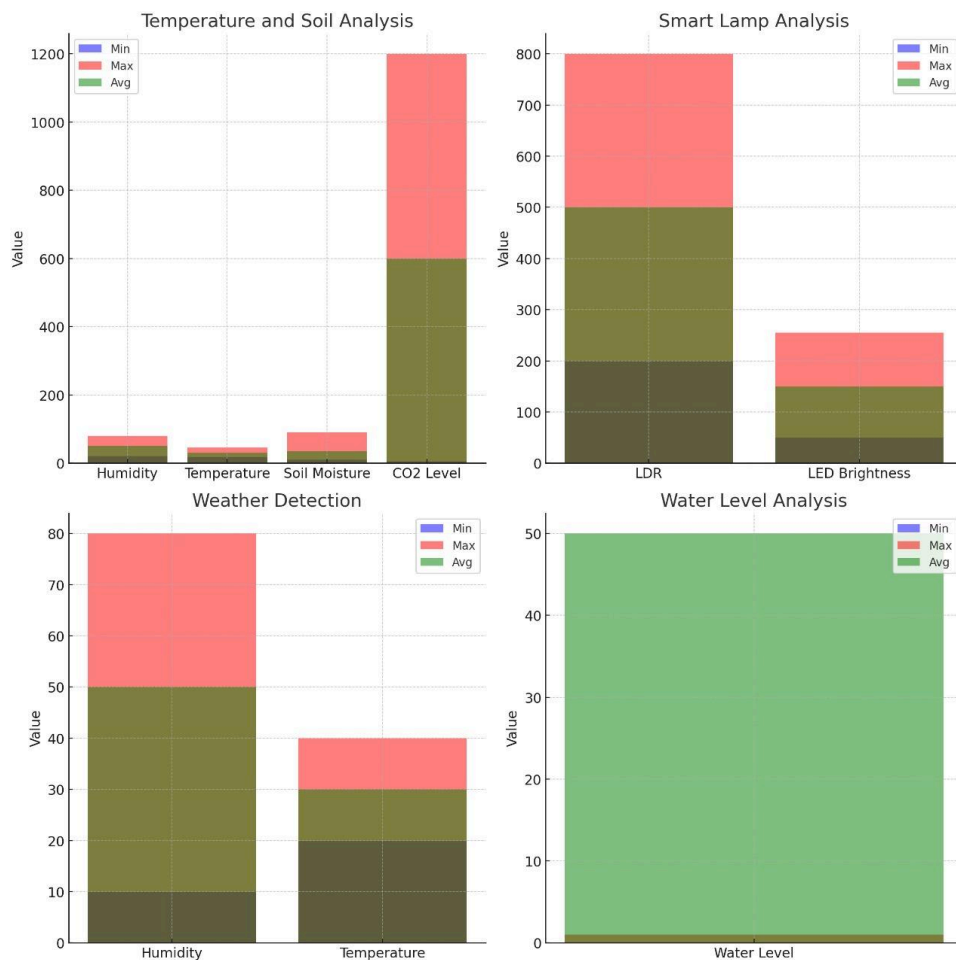 Temperature and Soil Analysis
Value
1200
1000
800
600
400
200
0
Min
Max
Avg
Humidity
Temperature
Soil Moisture
CO2 Level
Smart Lamp Analysis
Value
800
700
600
500
400
300
200
100
0
Min
Max
Avg
LDR
LED Brightness
Weather Detection
Value
80
70
60
50
40
30
20
10
0
Min
Max
Avg
Humidity
Temperature
Water Level Analysis
Value
50
40
30
20
10
0
Min
Max
Avg
Water Level